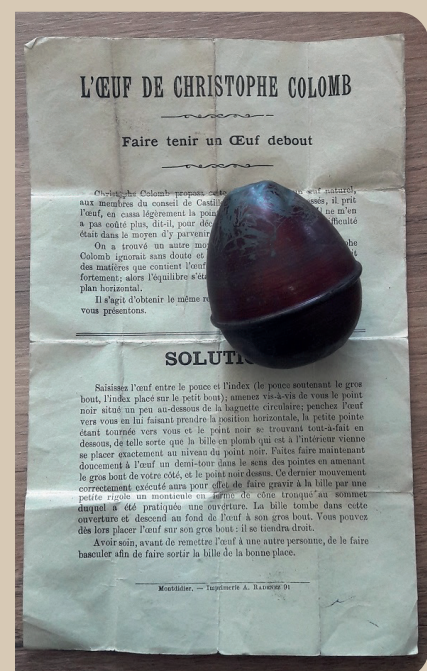 L'ŒUF DE CHRISTOPHE COLOMB
Faire tenir un Œuf debout
Christophe Colomb proposa œuf naturel,
aux membres du conseil de Castille il prit
l'œuf, en cassa légèrement la ne m'en
a pas coûté plus, dit-il, pour
était dans le moyen d'y parvenir
On a trouvé un autre
Colomb ignorait sans doute et
des matières que contient l'œuf
fortement; alors l'équilibre
plan horizontal.
Il s'agit d'obtenir le même
vous présentons.
Saisissez l'œuf entre le pouce et l'index (le pouce soutenant le gros
bout, l'index placé sur le petit bout); amenez vis-à-vis de vous le point
noir situé un peu au-dessous de la baguette circulaire; penchez l'œuf
vers vous en lui faisant prendre la position horizontale, la petite pointe
étant tournée vers vous et le point noir se trouvant tout-à-fait en
dessous, de telle sorte que la bille en plomb qui est à l'intérieur vienne
se placer exactement au niveau du point noir. Faites faire maintenant
doucement à l'œuf un demi-tour dans le sens des pointes en amenant
le gros bout de votre côté, et le point noir dessus. Ce dernier mouvement
correctement exécuté aura pour effet de faire gravir à la bille par une
petite rigole un monticule en forme de cône tronqué au sommet
duquel a été pratiquée une ouverture. La bille tombe dans cette
ouverture et descend au fond de l'œuf à son gros bout. Vous pouvez
dès lors placer l'œuf sur son gros bout: il se tiendra droit.
Avoir soin, avant de remettre l'œuf à une autre personne, de le faire
basculer afin de faire sortir la bille de la bonne place.
Montdidier, — Imprimerie A. RADENEZ 91